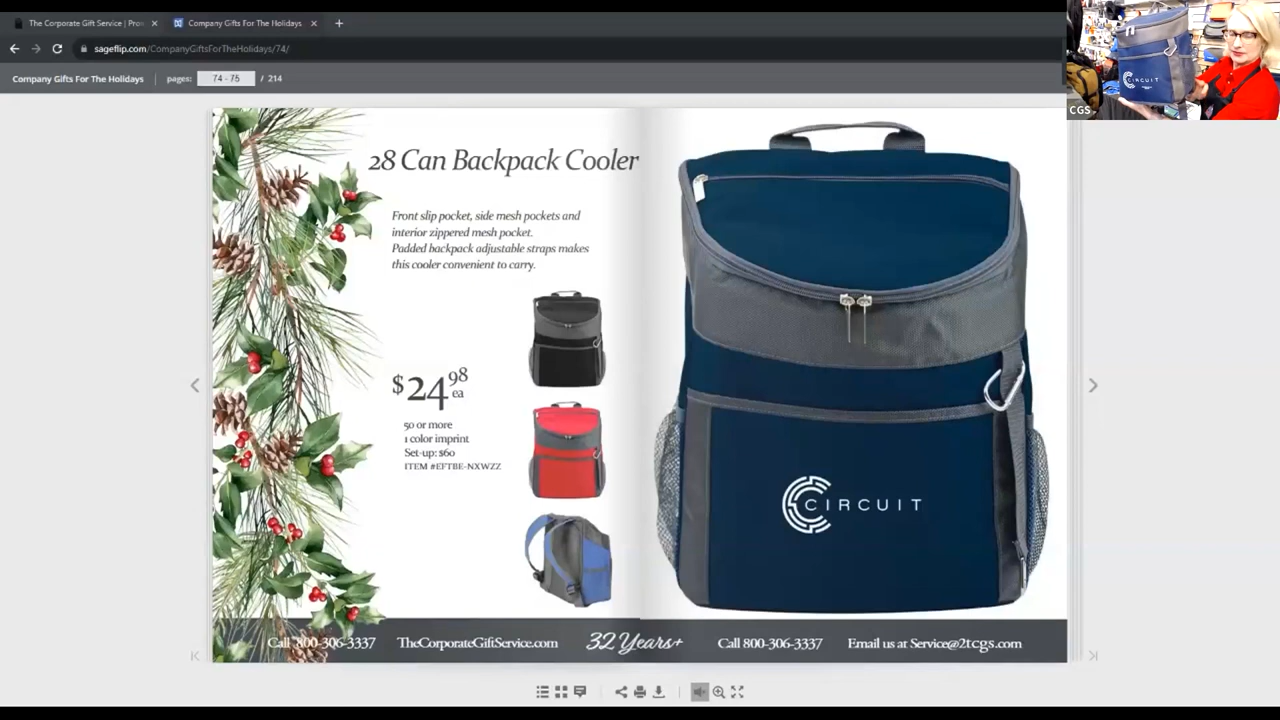 The Corporate Gift Service | Pro
Company Gifts For The Holidays
sageflip.com/CompanyGiftsForTheHolidays/74/
Company Gifts For The Holidays
pages: 74 - 75 / 214
28 Can Backpack Cooler
Front slip pocket, side mesh pockets and
interior zippered mesh pocket.
Padded backpack adjustable straps makes
this cooler convenient to carry.
$24.98 ea
50 or more
1 color imprint
Set-up: $60
ITEM #EFTBE-NXWZZ
CIRCUIT
Call 800-306-3337 TheCorporateGiftService.com 32 Years+ Call 800-306-3337 Email us at Service@2tcgs.com
CIRCUIT
CGS